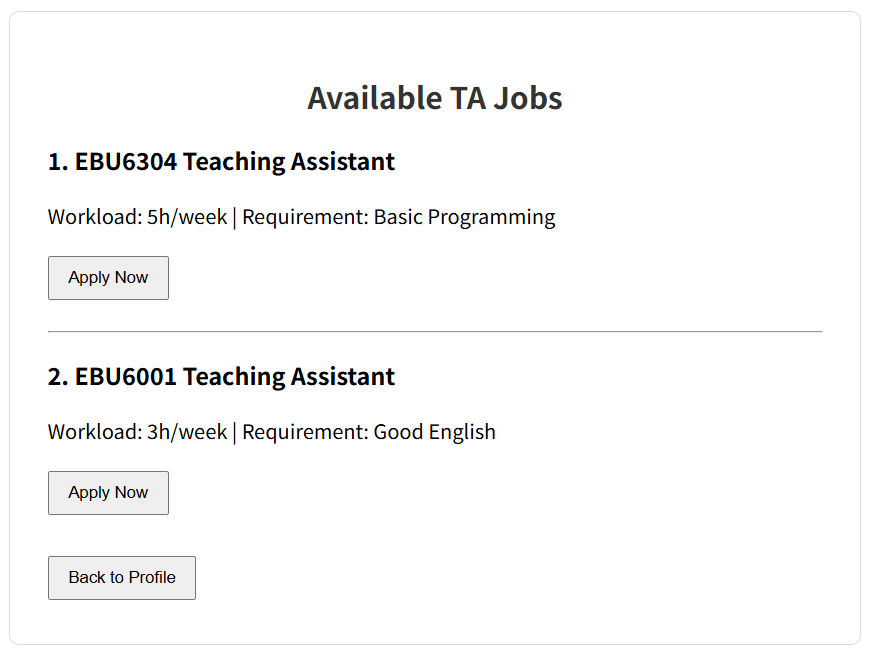 Available TA Jobs
1. EBU6304 Teaching Assistant
Workload: 5h/week | Requirement: Basic Programming
Apply Now
2. EBU6001 Teaching Assistant
Workload: 3h/week | Requirement: Good English
Apply Now
Back to Profile